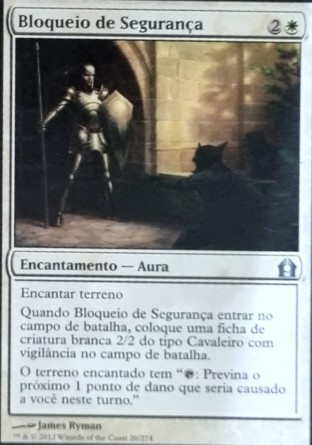 Bloqueio de Segurança 2
Encantamento — Aura
Encantar terreno
Quando Bloqueio de Segurança entrar no
campo de batalha, coloque uma ficha de
criatura branca 2/2 do tipo Cavaleiro com
vigilância no campo de batalha.
O terreno encantado tem “: Previna o
próximo 1 ponto de dano que seria causado
a você neste turno.”
James Ryman
™ & © 2012 Wizards of the Coast 20/274